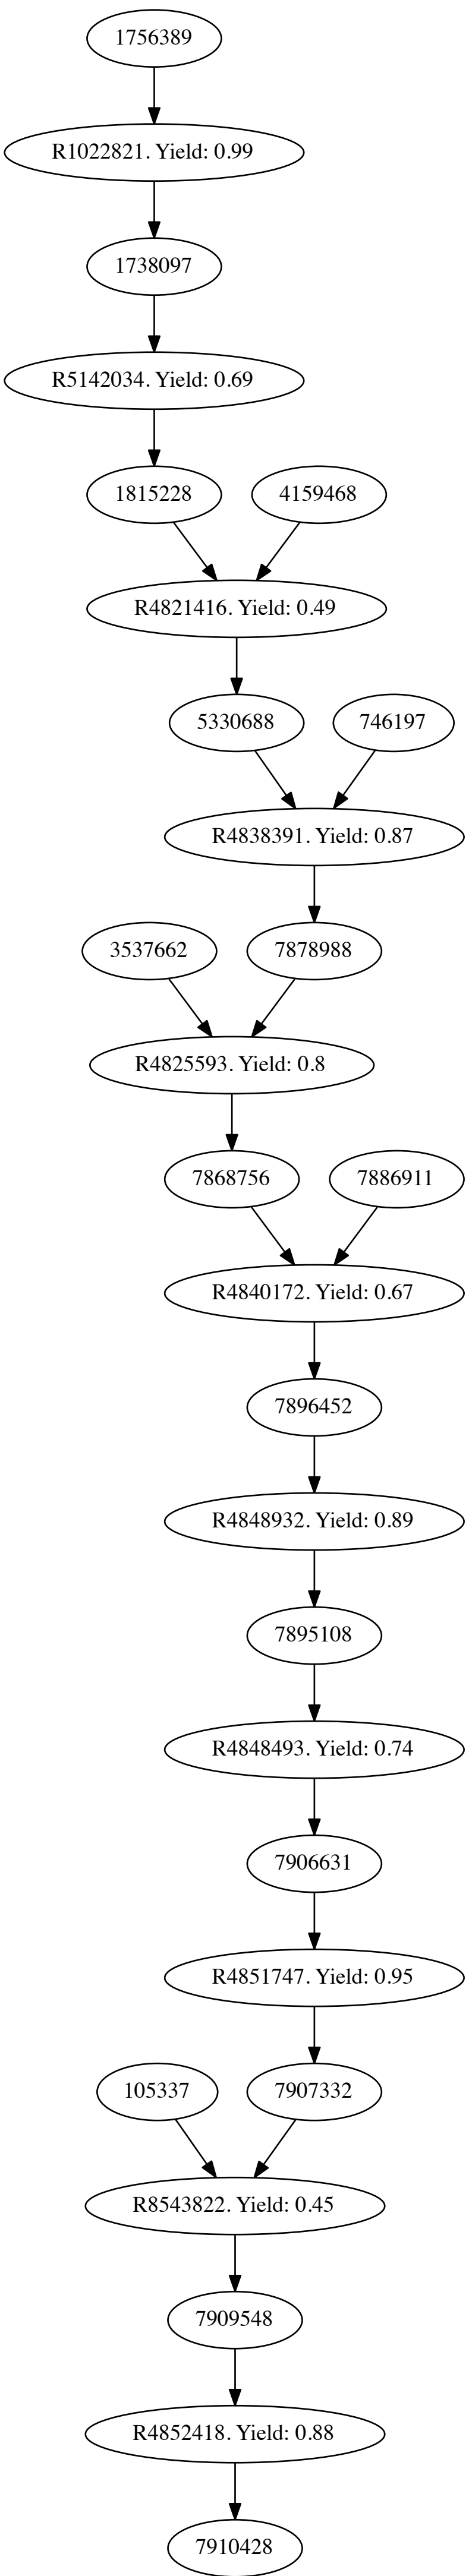 1756389
R1022821. Yield: 0.99
1738097
R5142034. Yield: 0.69
1815228
4159468
R4821416. Yield: 0.49
5330688
746197
R4838391. Yield: 0.87
3537662
7878988
R4825593. Yield: 0.8
7868756
7886911
R4840172. Yield: 0.67
7896452
R4848932. Yield: 0.89
7895108
R4848493. Yield: 0.74
7906631
R4851747. Yield: 0.95
105337
7907332
R8543822. Yield: 0.45
7909548
R4852418. Yield: 0.88
7910428